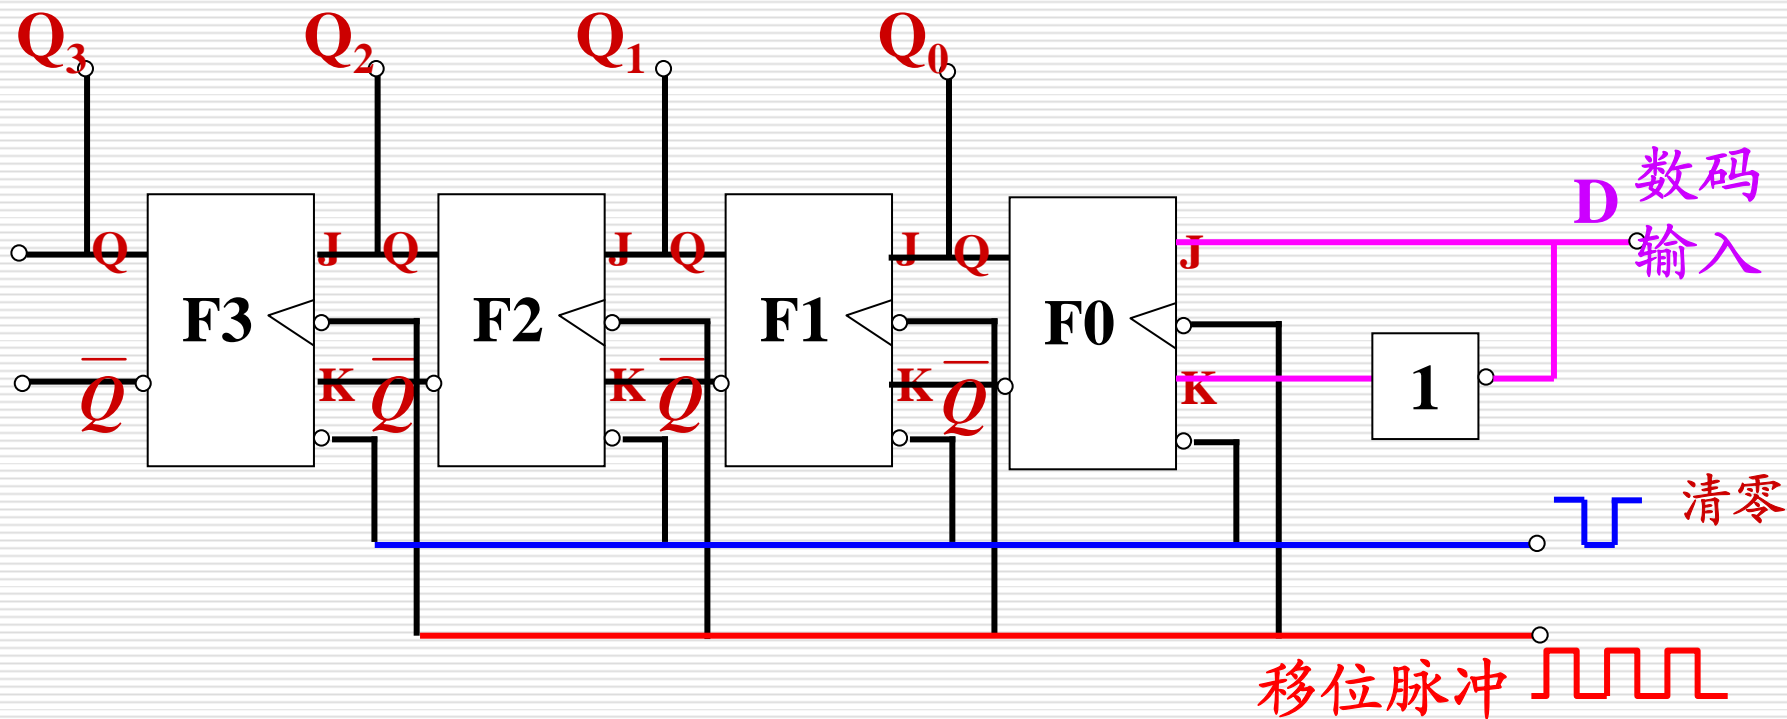 Q3 Q2 Q1 Q0
D 数码
输入
Q J Q J Q J Q J
F3 F2 F1 F0
Q̅ K Q̅ K Q̅ K Q̅ K
1
清零
移位脉冲